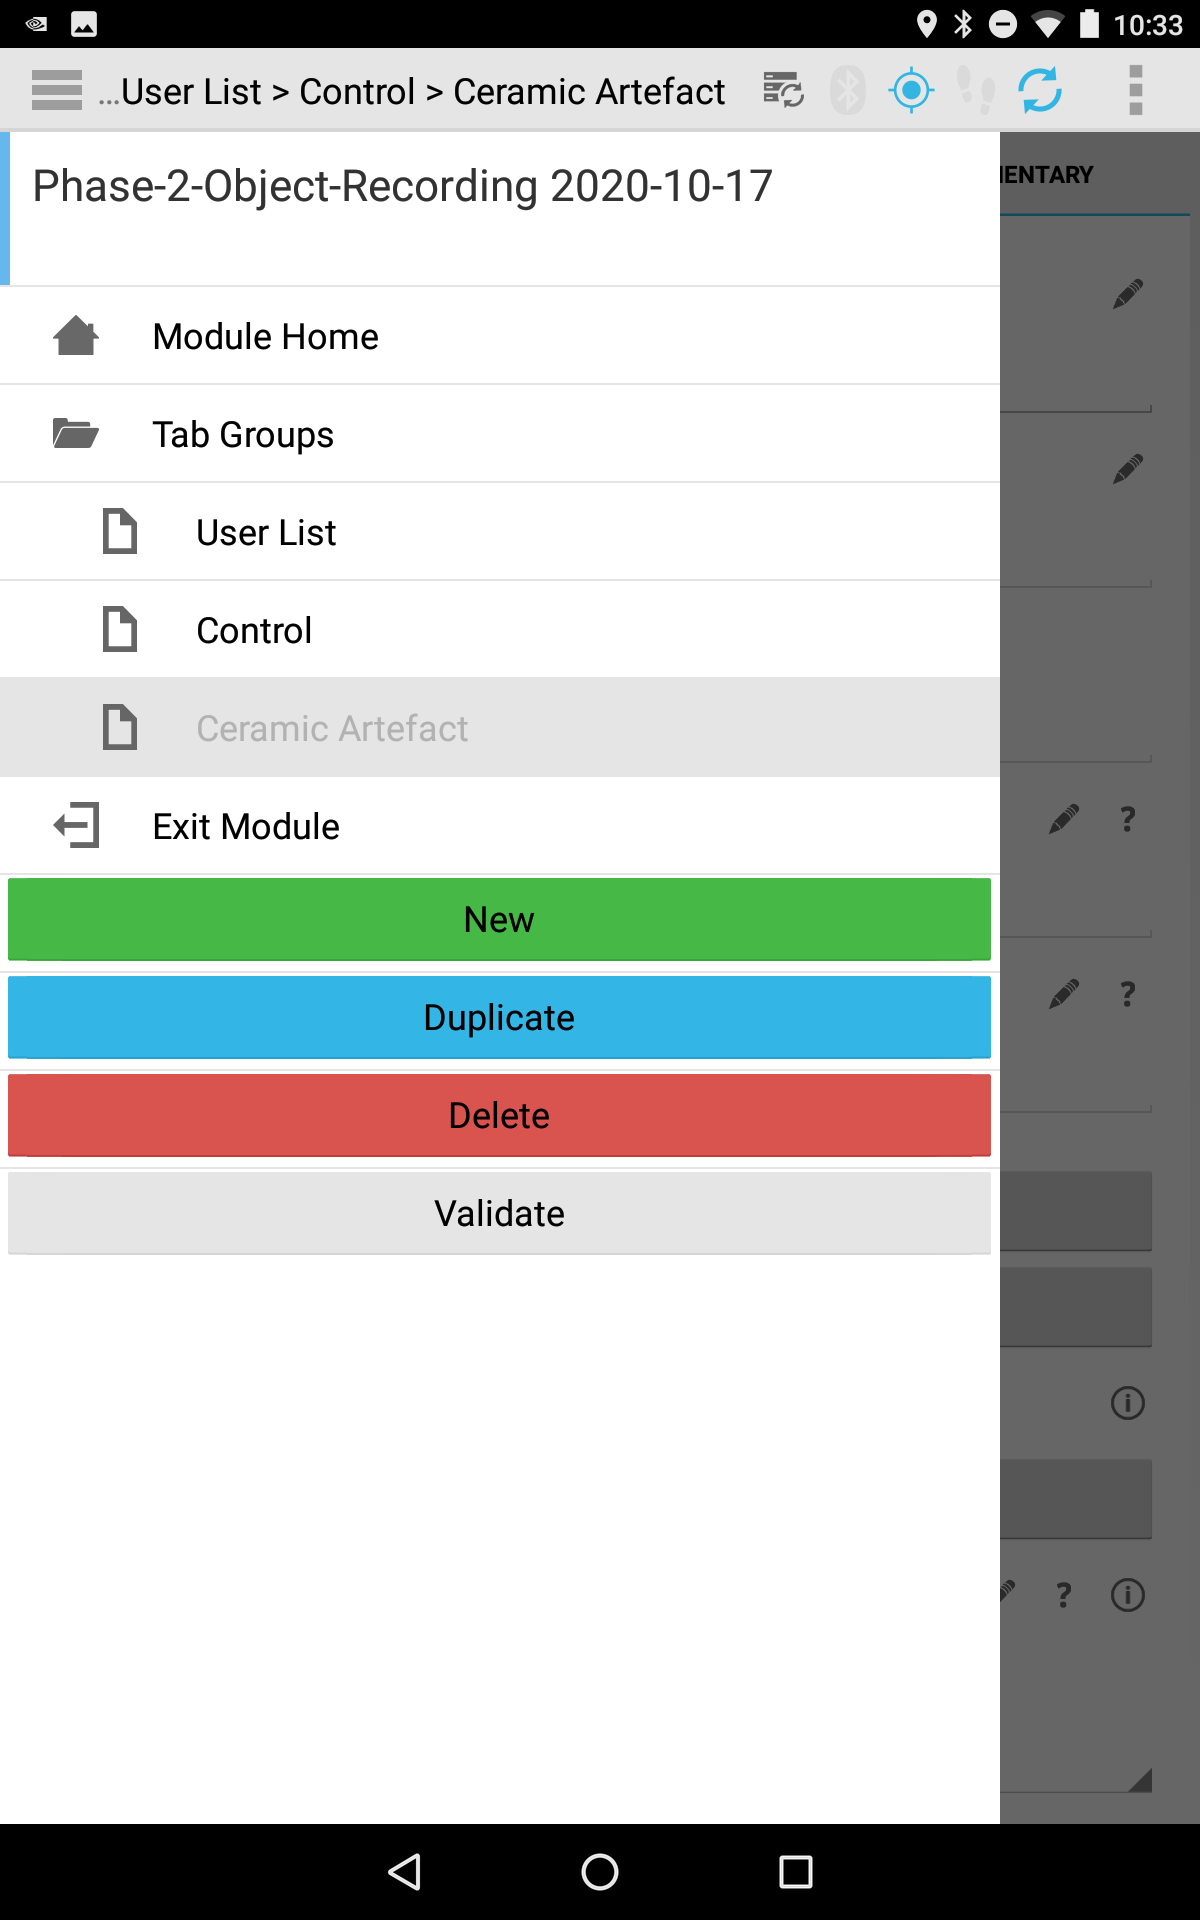 10:33
...User List > Control > Ceramic Artefact
Phase-2-Object-Recording 2020-10-17
Module Home
Tab Groups
User List
Control
Ceramic Artefact
Exit Module
New
Duplicate
Delete
Validate
MENTARY
?
?
?